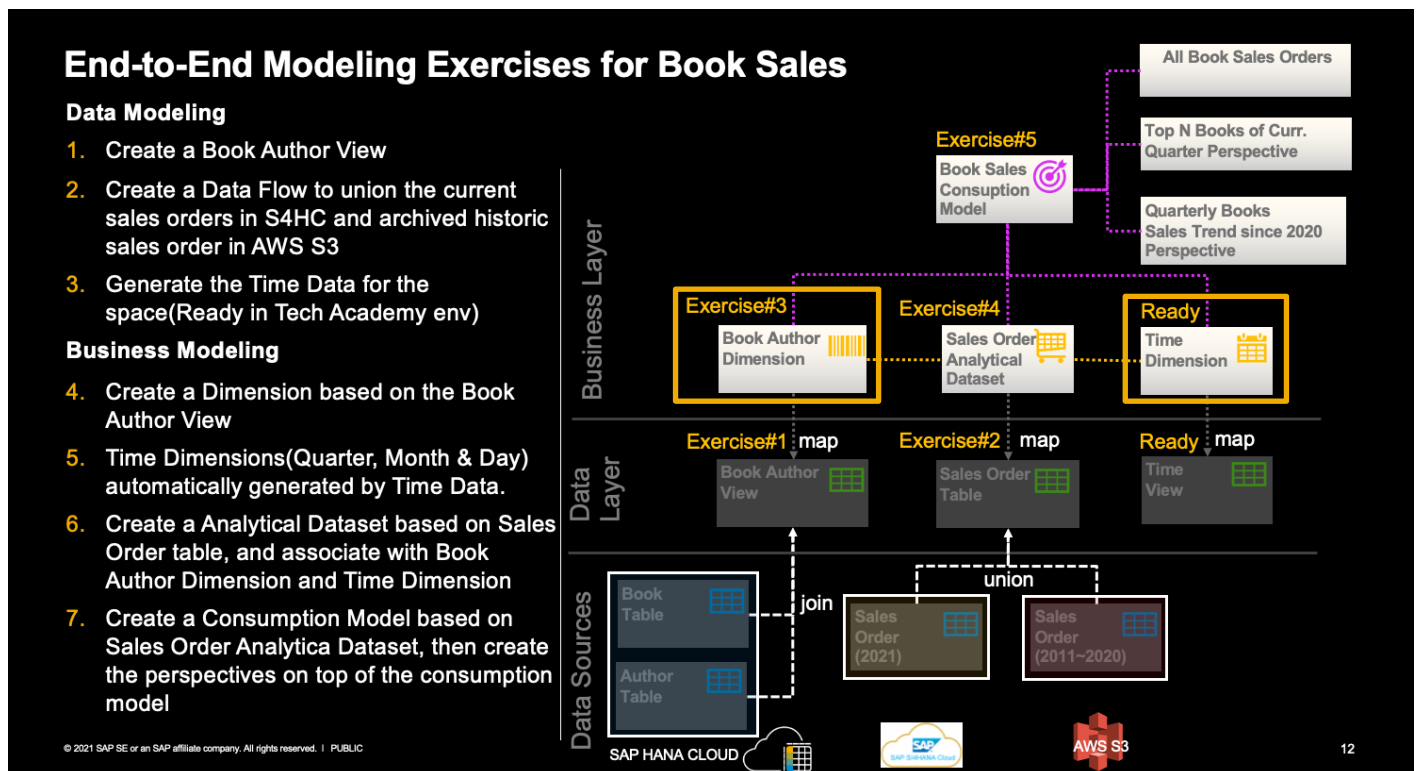 End-to-End Modeling Exercises for Book Sales
Data Modeling
1. Create a Book Author View
2. Create a Data Flow to union the current
sales orders in S4HC and archived historic
sales order in AWS S3
3. Generate the Time Data for the
space(Ready in Tech Academy env)
Business Modeling
4. Create a Dimension based on the Book
Author View
5. Time Dimensions(Quarter, Month & Day)
automatically generated by Time Data.
6. Create a Analytical Dataset based on Sales
Order table, and associate with Book
Author Dimension and Time Dimension
7. Create a Consumption Model based on
Sales Order Analytica Dataset, then create
the perspectives on top of the consumption
model
© 2021 SAP SE or an SAP affiliate company. All rights reserved. I PUBLIC
All Book Sales Orders
Top N Books of Curr.
Quarter Perspective
Quarterly Books
Sales Trend since 2020
Perspective
Exercise#5
Book Sales
Consuption
Model
Business Layer
Exercise#3
Book Author
Dimension
Exercise#4
Sales Order
Analytical
Dataset
Ready
Time
Dimension
Data
Layer
Exercise#1 map
Book Author
View
Exercise#2 map
Sales Order
Table
Ready map
Time
View
Data Sources
Book
Table
Author
Table
join
union
Sales
Order
(2021)
Sales
Order
(2011~2020)
SAP HANA CLOUD
SAP
SAP S/4HANA Cloud
AWS S3
12